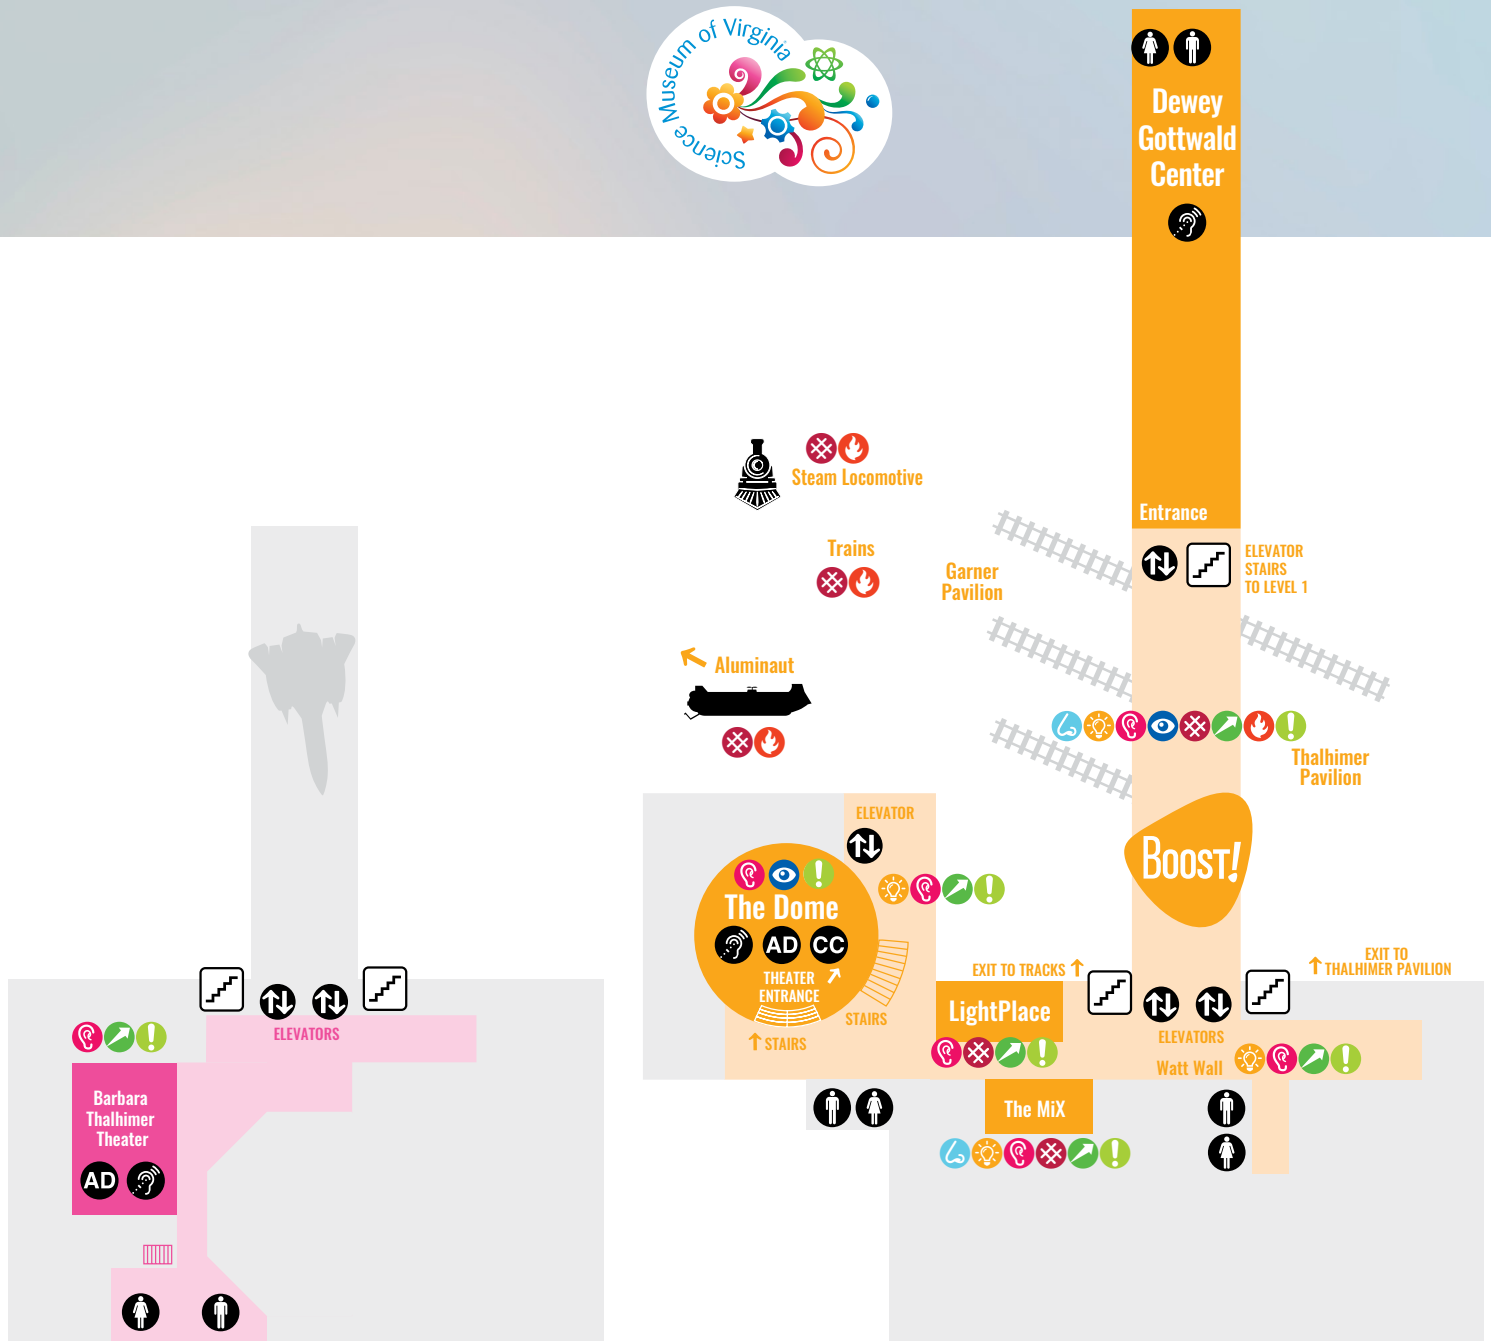 Science Museum of Virginia
Dewey
Gottwald
Center
Entrance
ELEVATOR
STAIRS
TO LEVEL 1
Steam Locomotive
Trains
Garner
Pavilion
Aluminaut
Thalhimer
Pavilion
BOOST!
ELEVATOR
The Dome
AD
CC
THEATER
ENTRANCE
STAIRS
STAIRS
EXIT TO TRACKS
LightPlace
EXIT TO
THALHIMER PAVILION
ELEVATORS
Watt Wall
The MiX
ELEVATORS
Barbara
Thalhimer
Theater
AD